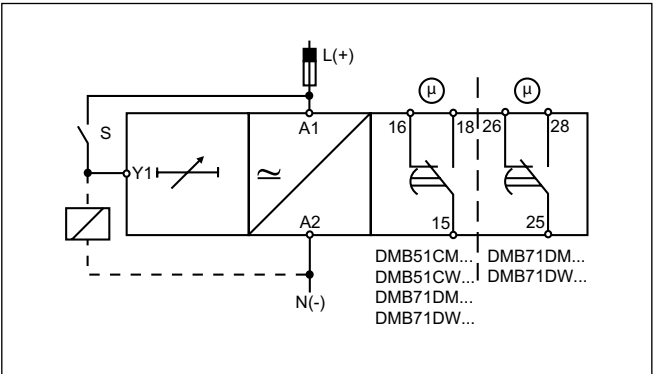 L(+)
μ
μ
S
A1
16
18
26
28
Y1
≃
A2
15
25
N(-)
DMB51CM...
DMB51CW...
DMB71DM...
DMB71DW...
DMB71DM...
DMB71DW...